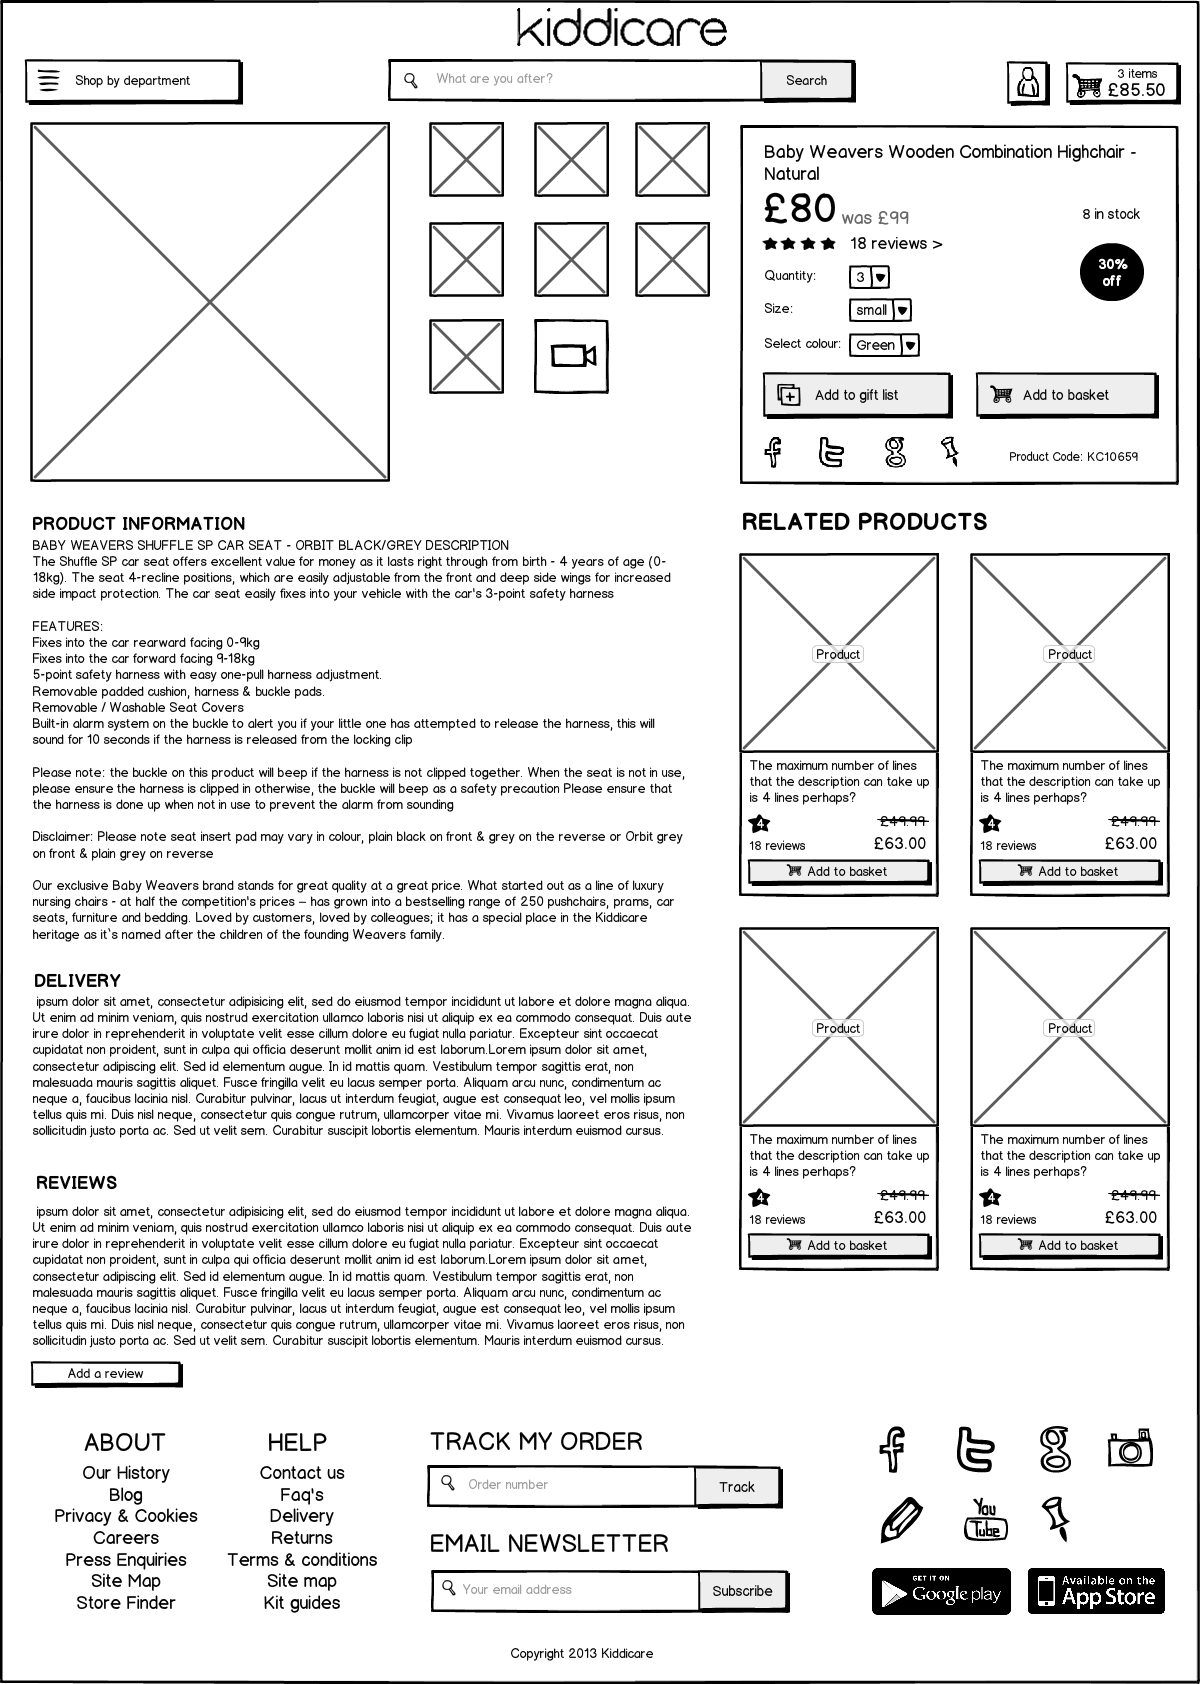 kiddicare
Shop by department
What are you after?
Search
3 items
£85.50
Baby Weavers Wooden Combination Highchair -
Natural
£80 was £99
8 in stock
18 reviews >
30%
off
Quantity:
3
Size:
small
Select colour:
Green
Add to gift list
Add to basket
Product Code: KC10659
PRODUCT INFORMATION
BABY WEAVERS SHUFFLE SP CAR SEAT - ORBIT BLACK/GREY DESCRIPTION
The Shuffle SP car seat offers excellent value for money as it lasts right through from birth - 4 years of age (0-
18kg). The seat 4-recline positions, which are easily adjustable from the front and deep side wings for increased
side impact protection. The car seat easily fixes into your vehicle with the car's 3-point safety harness
FEATURES:
Fixes into the car rearward facing 0-9kg
Fixes into the car forward facing 9-18kg
5-point safety harness with easy one-pull harness adjustment.
Removable padded cushion, harness & buckle pads.
Removable / Washable Seat Covers
Built-in alarm system on the buckle to alert you if your little one has attempted to release the harness, this will
sound for 10 seconds if the harness is released from the locking clip
Please note: the buckle on this product will beep if the harness is not clipped together. When the seat is not in use,
please ensure the harness is clipped in otherwise, the buckle will beep as a safety precaution Please ensure that
the harness is done up when not in use to prevent the alarm from sounding
Disclaimer: Please note seat insert pad may vary in colour, plain black on front & grey on the reverse or Orbit grey
on front & plain grey on reverse
Our exclusive Baby Weavers brand stands for great quality at a great price. What started out as a line of luxury
nursing chairs - at half the competition's prices – has grown into a bestselling range of 250 pushchairs, prams, car
seats, furniture and bedding. Loved by customers, loved by colleagues; it has a special place in the Kiddicare
heritage as it`s named after the children of the founding Weavers family.
DELIVERY
ipsum dolor sit amet, consectetur adipisicing elit, sed do eiusmod tempor incididunt ut labore et dolore magna aliqua.
Ut enim ad minim veniam, quis nostrud exercitation ullamco laboris nisi ut aliquip ex ea commodo consequat. Duis aute
irure dolor in reprehenderit in voluptate velit esse cillum dolore eu fugiat nulla pariatur. Excepteur sint occaecat
cupidatat non proident, sunt in culpa qui officia deserunt mollit anim id est laborum.Lorem ipsum dolor sit amet,
consectetur adipiscing elit. Sed id elementum augue. In id mattis quam. Vestibulum tempor sagittis erat, non
malesuada mauris sagittis aliquet. Fusce fringilla velit eu lacus semper porta. Aliquam arcu nunc, condimentum ac
neque a, faucibus lacinia nisl. Curabitur pulvinar, lacus ut interdum feugiat, augue est consequat leo, vel mollis ipsum
tellus quis mi. Duis nisl neque, consectetur quis congue rutrum, ullamcorper vitae mi. Vivamus laoreet eros risus, non
sollicitudin justo porta ac. Sed ut velit sem. Curabitur suscipit lobortis elementum. Mauris interdum euismod cursus.
REVIEWS
ipsum dolor sit amet, consectetur adipisicing elit, sed do eiusmod tempor incididunt ut labore et dolore magna aliqua.
Ut enim ad minim veniam, quis nostrud exercitation ullamco laboris nisi ut aliquip ex ea commodo consequat. Duis aute
irure dolor in reprehenderit in voluptate velit esse cillum dolore eu fugiat nulla pariatur. Excepteur sint occaecat
cupidatat non proident, sunt in culpa qui officia deserunt mollit anim id est laborum.Lorem ipsum dolor sit amet,
consectetur adipiscing elit. Sed id elementum augue. In id mattis quam. Vestibulum tempor sagittis erat, non
malesuada mauris sagittis aliquet. Fusce fringilla velit eu lacus semper porta. Aliquam arcu nunc, condimentum ac
neque a, faucibus lacinia nisl. Curabitur pulvinar, lacus ut interdum feugiat, augue est consequat leo, vel mollis ipsum
tellus quis mi. Duis nisl neque, consectetur quis congue rutrum, ullamcorper vitae mi. Vivamus laoreet eros risus, non
sollicitudin justo porta ac. Sed ut velit sem. Curabitur suscipit lobortis elementum. Mauris interdum euismod cursus.
Add a review
RELATED PRODUCTS
Product
The maximum number of lines
that the description can take up
is 4 lines perhaps?
4
£49.99
18 reviews
£63.00
Add to basket
Product
The maximum number of lines
that the description can take up
is 4 lines perhaps?
4
£49.99
18 reviews
£63.00
Add to basket
Product
The maximum number of lines
that the description can take up
is 4 lines perhaps?
4
£49.99
18 reviews
£63.00
Add to basket
Product
The maximum number of lines
that the description can take up
is 4 lines perhaps?
4
£49.99
18 reviews
£63.00
Add to basket
ABOUT
Our History
Blog
Privacy & Cookies
Careers
Press Enquiries
Site Map
Store Finder
HELP
Contact us
Faq's
Delivery
Returns
Terms & conditions
Site map
Kit guides
TRACK MY ORDER
Order number
Track
EMAIL NEWSLETTER
Your email address
Subscribe
You
Tube
GET IT ON
Google play
Available on the
App Store
Copyright 2013 Kiddicare